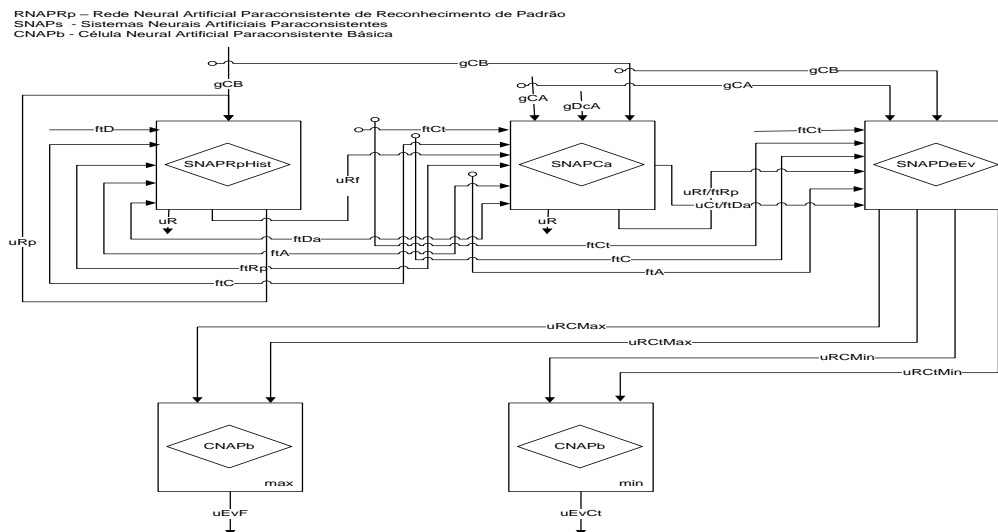 RNAPRp – Rede Neural Artificial Paraconsistente de Reconhecimento de Padrão
SNAPs - Sistemas Neurais Artificiais Paraconsistentes
CNAPb - Célula Neural Artificial Paraconsistente Básica
gCB
gCB
gCB
gCA
gCA
gDcA
ftD
ftCt
ftCt
SNAPRpHist
SNAPCa
SNAPDeEv
uRf
uRf/ftRp
uCt/ftDa
uR
uR
uRp
ftDa
ftCt
ftA
ftC
ftRp
ftA
ftC
uRCMax
uRCtMax
uRCMin
uRCtMin
CNAPb
CNAPb
max
min
uEvF
uEvCt